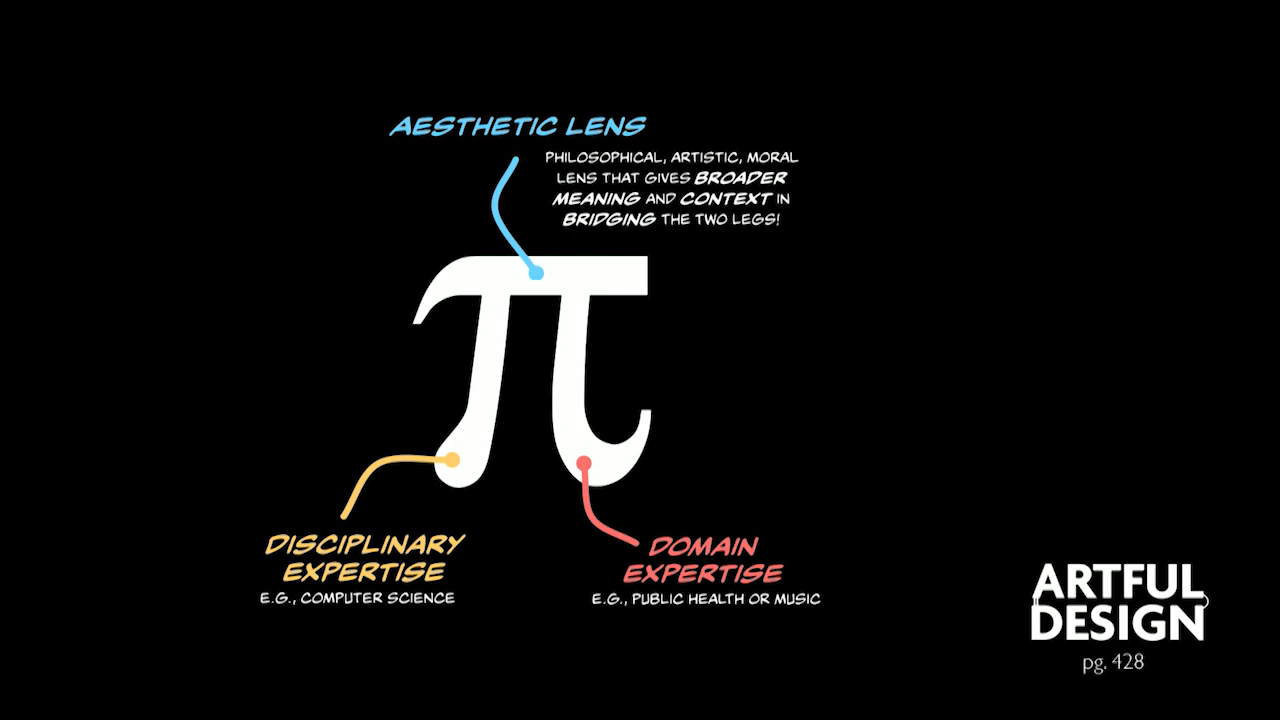 AESTHETIC LENS
PHILOSOPHICAL, ARTISTIC, MORAL
LENS THAT GIVES BROADER
MEANING AND CONTEXT IN
BRIDGING THE TWO LEGS!
π
DISCIPLINARY
EXPERTISE
E.G., COMPUTER SCIENCE
DOMAIN
EXPERTISE
E.G., PUBLIC HEALTH OR MUSIC
ARTFUL
DESIGN
pg. 428